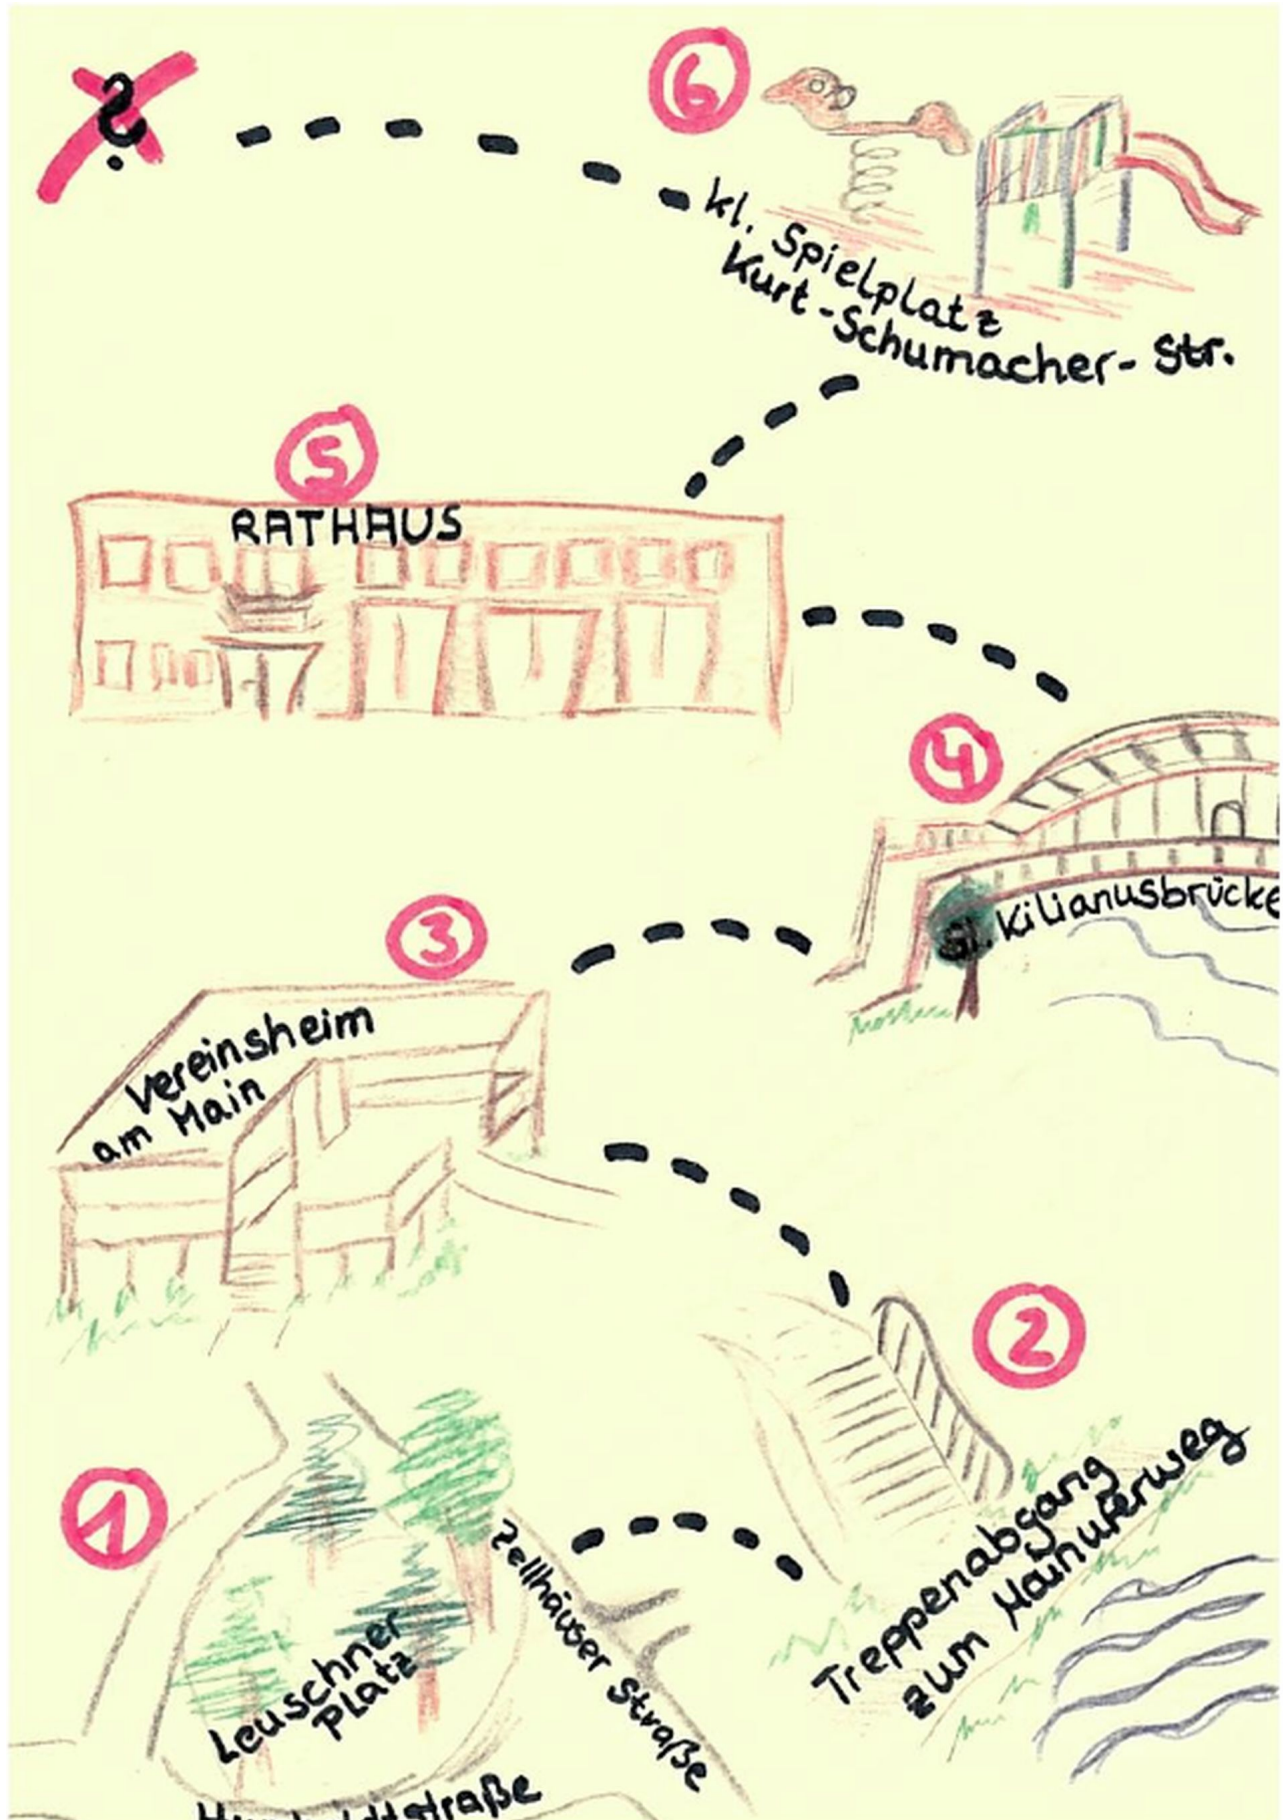 ?
6
kl. Spielplatz
Kurt-Schumacher-Str.
5
RATHAUS
4
St. Kilianusbrücke
3
Vereinsheim
am Main
2
Treppenabgang
zum Mainuferweg
1
Zellhäuser Straße
Leuschner
Platz